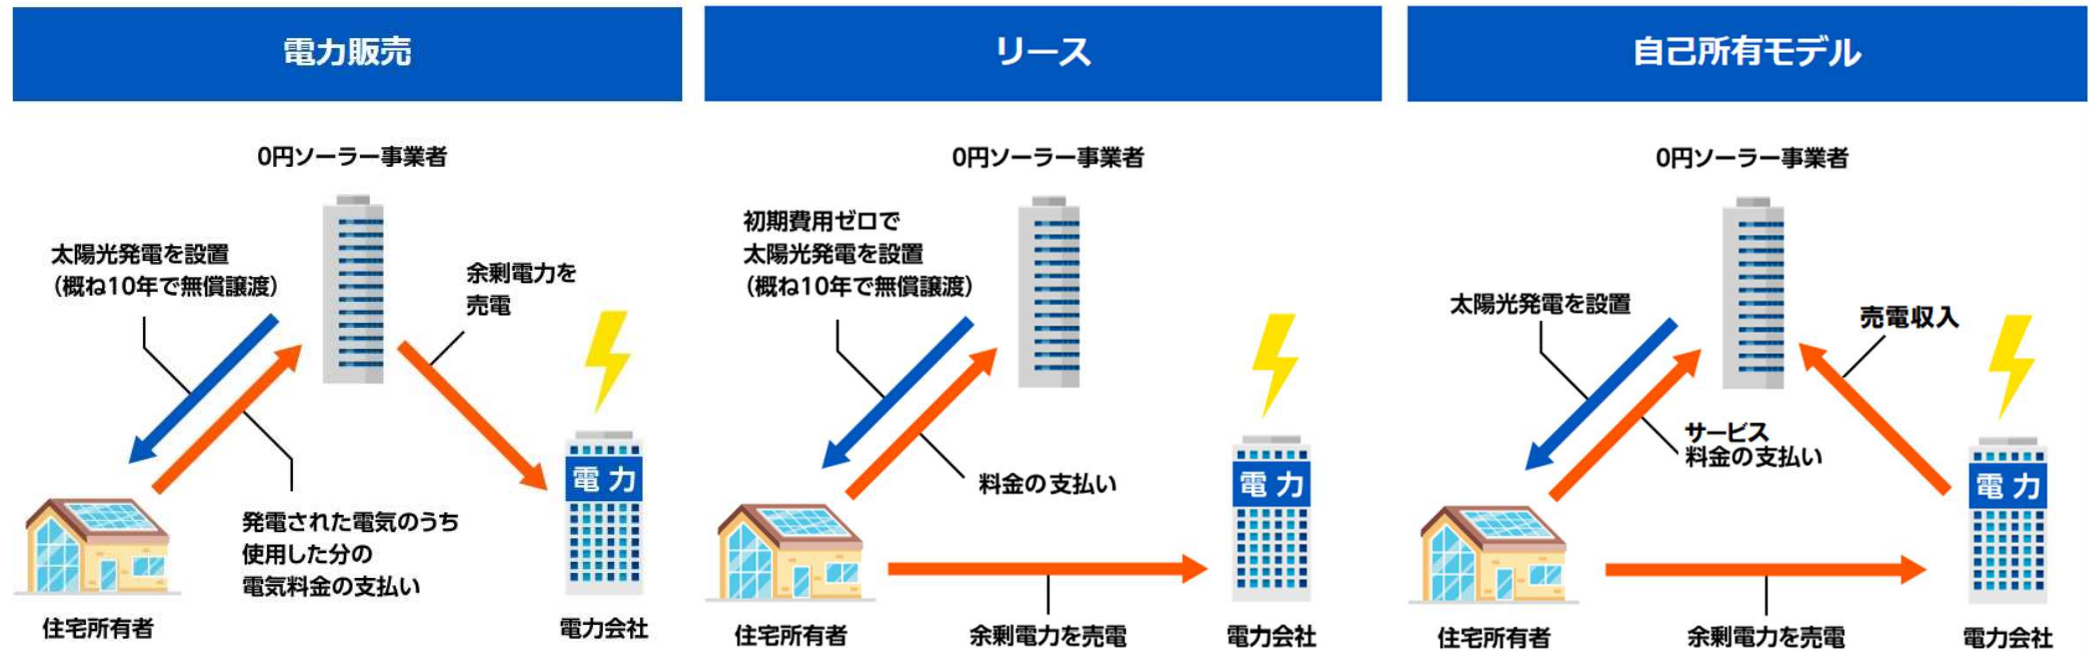 電力販売
0円ソーラー事業者
太陽光発電を設置
（概ね10年で無償譲渡）
余剰電力を
売電
電力
発電された電気のうち
使用した分の
電気料金の支払い
住宅所有者
電力会社
リース
0円ソーラー事業者
初期費用ゼロで
太陽光発電を設置
（概ね10年で無償譲渡）
料金の支払い
電力
住宅所有者
余剰電力を売電
電力会社
自己所有モデル
0円ソーラー事業者
太陽光発電を設置
売電収入
サービス
料金の支払い
電力
住宅所有者
余剰電力を売電
電力会社